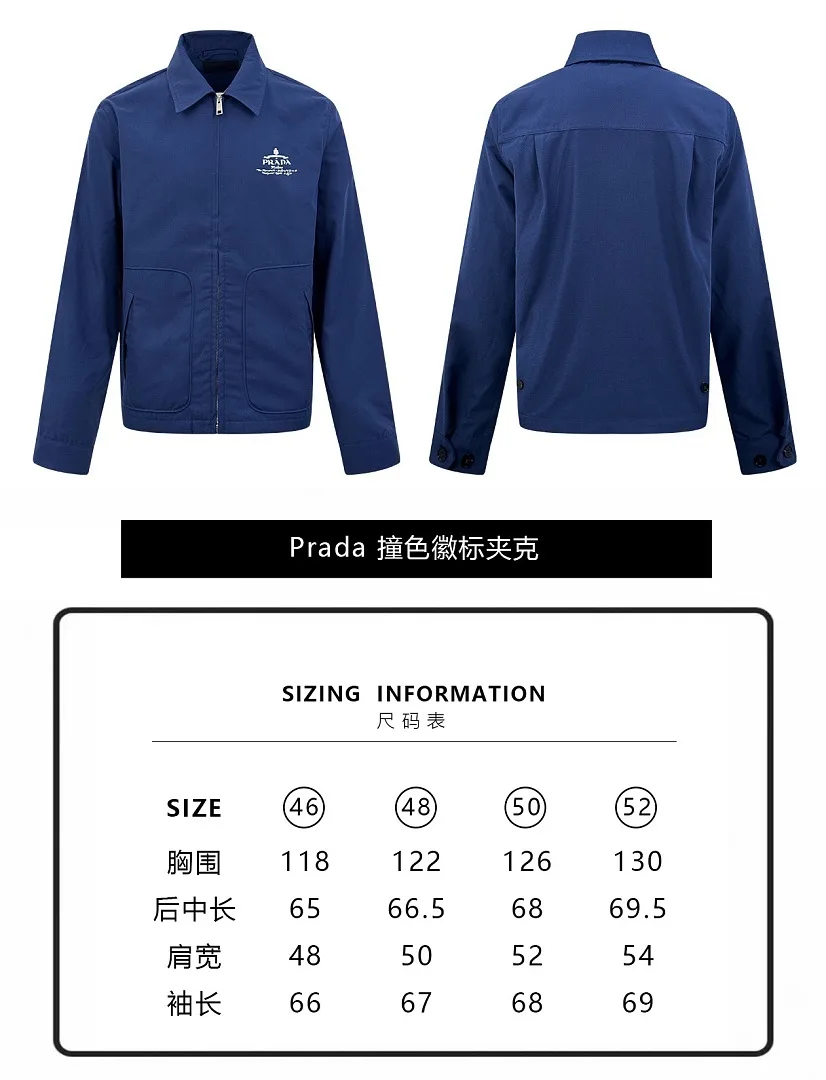 PRADA
Prada 撞色徽标夹克
SIZING INFORMATION
尺码表
SIZE 46 48 50 52
胸围 118 122 126 130
后中长 65 66.5 68 69.5
肩宽 48 50 52 54
袖长 66 67 68 69